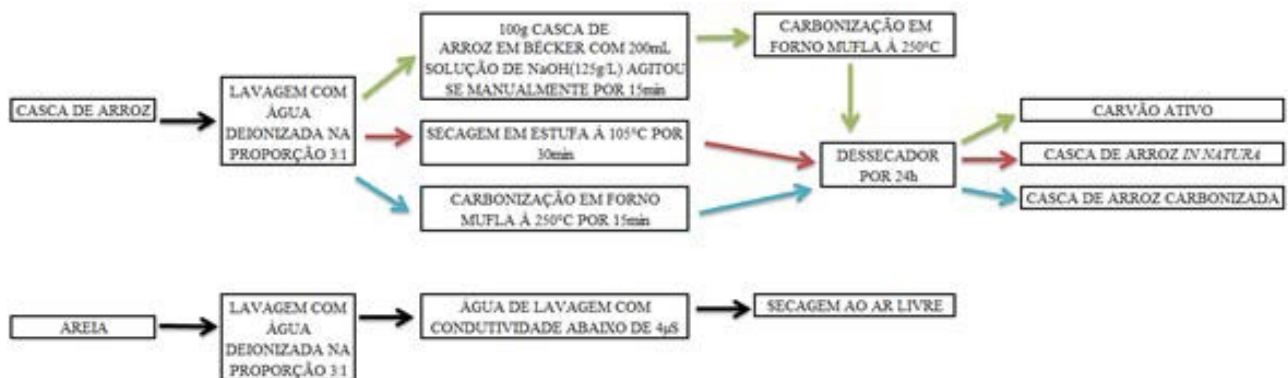 CASCA DE ARROZ
LAVAGEM COM
ÁGUA
DEIONIZADA NA
PROPORÇÃO 3:1
100g CASCA DE
ARROZ EM BÉCKER COM 200mL
SOLUÇÃO DE NaOH(125g/L) AGITOU
SE MANUALMENTE POR 15min
CARBONIZAÇÃO EM
FORNO MUFLA À 250°C
SECAGEM EM ESTUFA À 105°C POR
30min
CARBONIZAÇÃO EM FORNO
MUFLA À 250°C POR 15min
DESSECADOR
POR 24h
CARVÃO ATIVO
CASCA DE ARROZ IN NATURA
CASCA DE ARROZ CARBONIZADA
AREIA
LAVAGEM COM
ÁGUA
DEIONIZADA NA
PROPORÇÃO 3:1
ÁGUA DE LAVAGEM COM
CONDUTIVIDADE ABAIXO DE 4µS
SECAGEM AO AR LIVRE